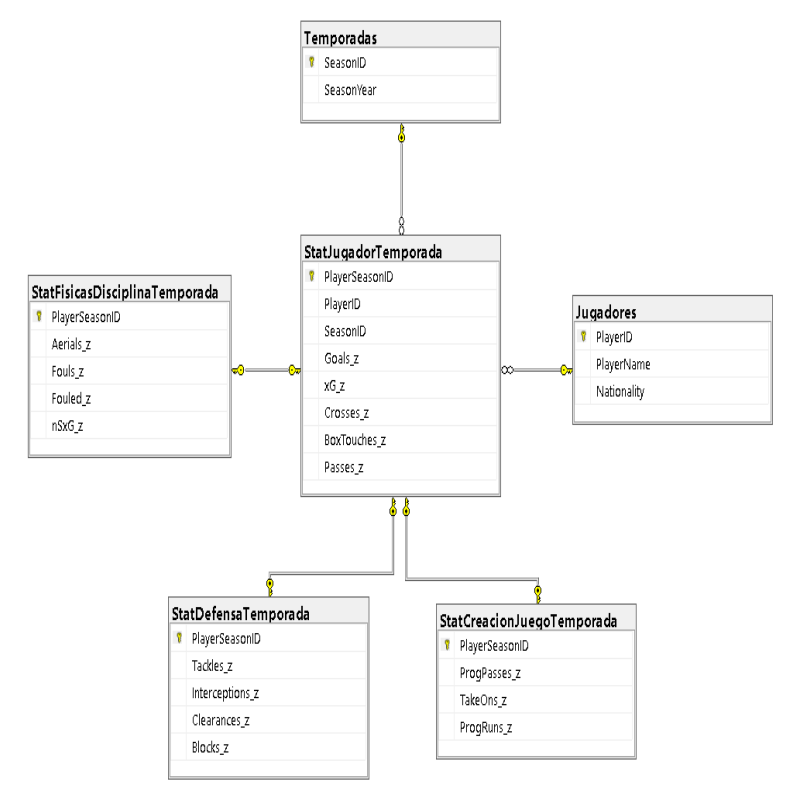 Temporadas
SeasonID
SeasonYear
StatJugadorTemporada
PlayerSeasonID
PlayerID
SeasonID
Goals_z
xG_z
Crosses_z
BoxTouches_z
Passes_z
StatFisicasDisciplinaTemporada
PlayerSeasonID
Aerials_z
Fouls_z
Fouled_z
nSxG_z
Jugadores
PlayerID
PlayerName
Nationality
StatDefensaTemporada
PlayerSeasonID
Tackles_z
Interceptions_z
Clearances_z
Blocks_z
StatCreacionJuegoTemporada
PlayerSeasonID
ProgPasses_z
TakeOns_z
ProgRuns_z